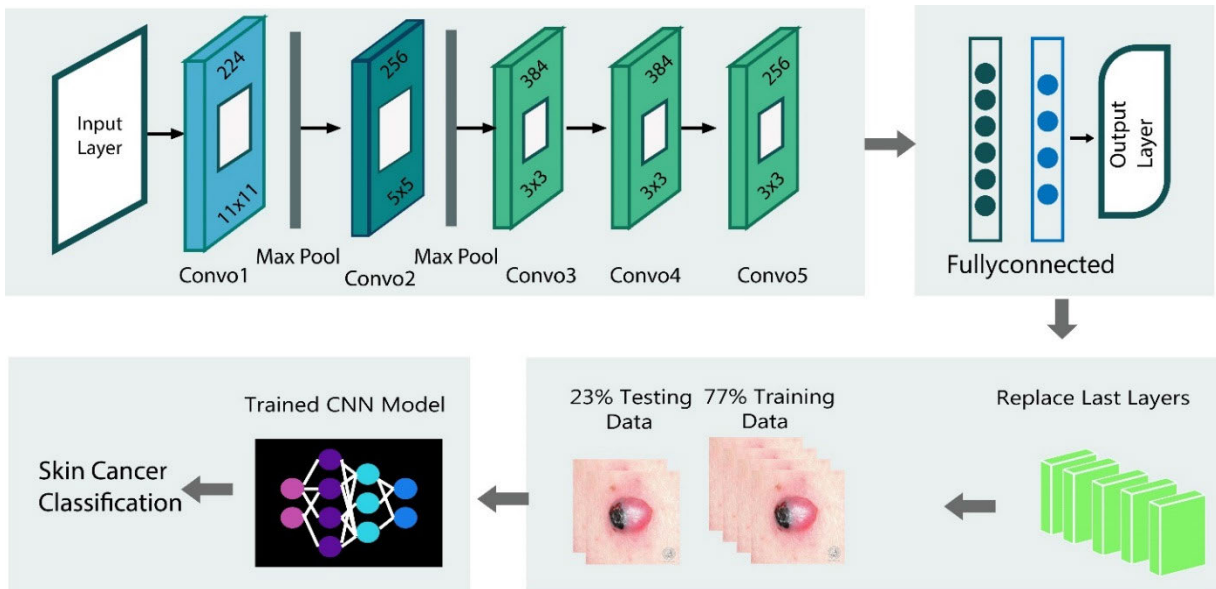 Input
Layer
224
11x11
Convo1
Max Pool
256
5x5
Convo2
Max Pool
384
3x3
Convo3
384
3x3
Convo4
256
3x3
Convo5
Output
Layer
Fullyconnected
Replace Last Layers
77% Training
Data
23% Testing
Data
Trained CNN Model
Skin Cancer
Classification